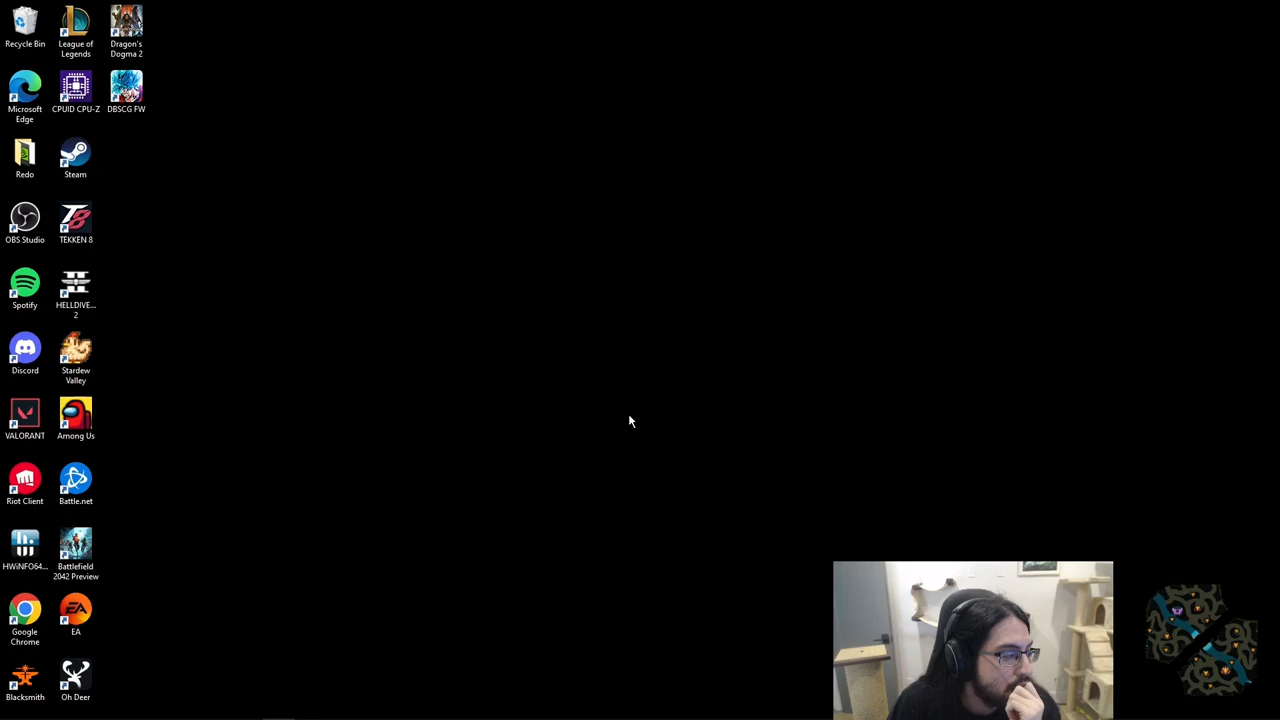 Recycle Bin
League of
Legends
Dragon's
Dogma 2
Microsoft
Edge
CPUID CPU-Z
DBSCG FW
Redo
Steam
OBS Studio
TEKKEN 8
Spotify
HELLDIVE...
2
Discord
Stardew
Valley
VALORANT
Among Us
Riot Client
Battle.net
HWiNFO64...
Battlefield
2042 Preview
Google
Chrome
EA
EA
Blacksmith
Oh Deer